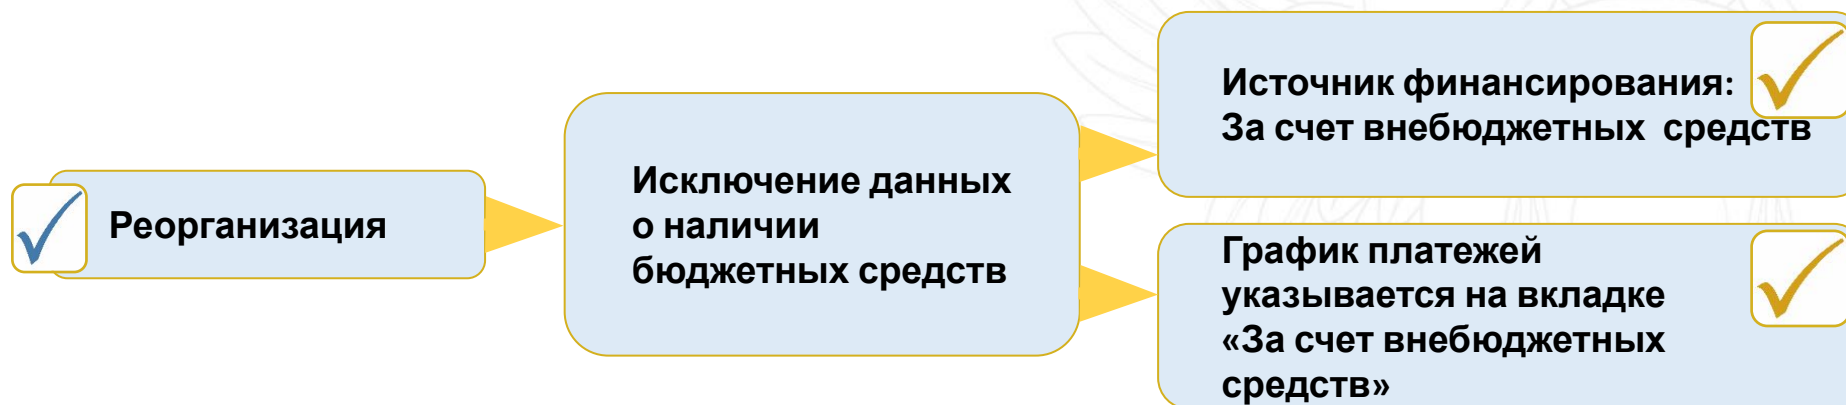 Реорганизация
Исключение данных
о наличии
бюджетных средств
Источник финансирования:
За счет внебюджетных средств
График платежей
указывается на вкладке
«За счет внебюджетных
средств»